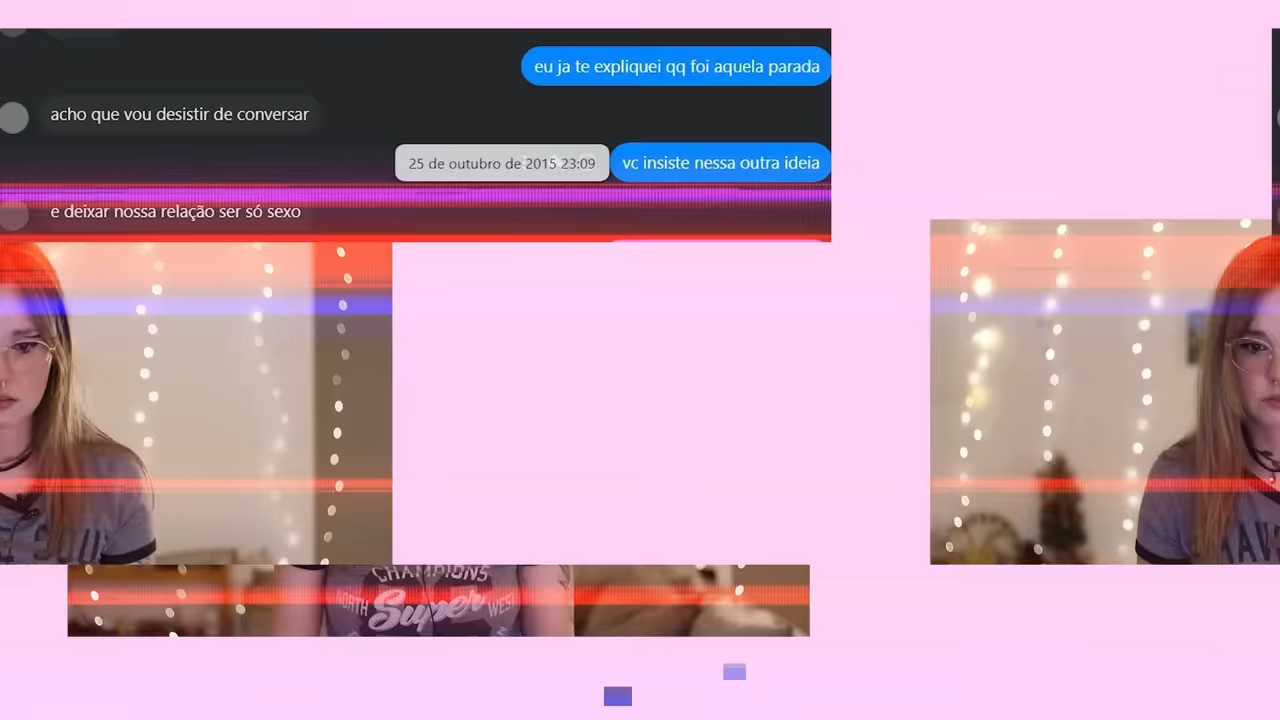 eu ja te expliquei qq foi aquela parada
acho que vou desistir de conversar
25 de outubro de 2015 23:09
vc insiste nessa outra ideia
e deixar nossa relação ser só sexo
CHAMPIONS
NORTH Super WEST